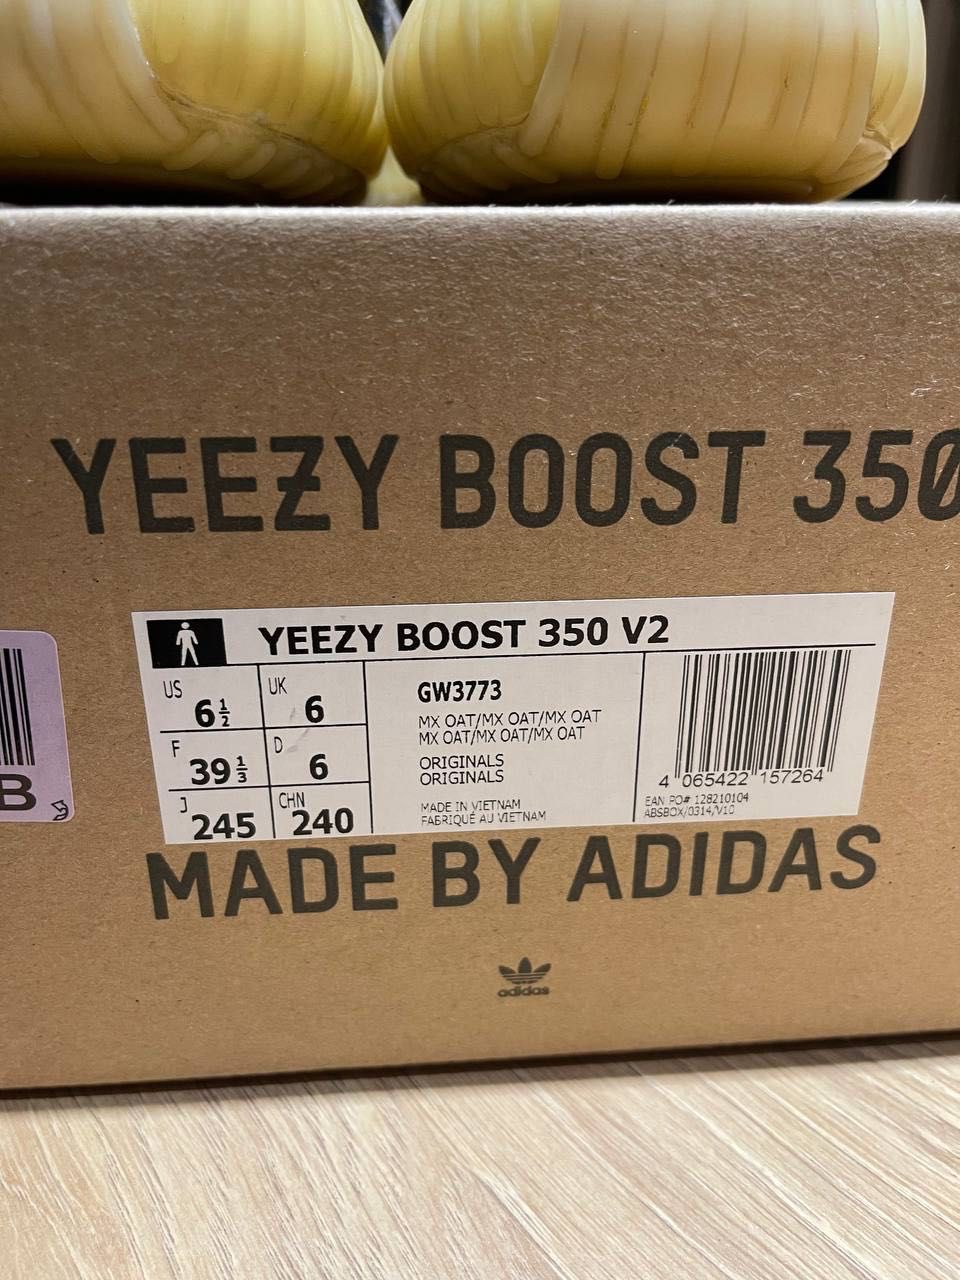 YEEZY BOOST 350
YEEZY BOOST 350 V2
US
6½
UK
6
F
39⅓
D
6
J
245
CHN
240
GW3773
MX OAT/MX OAT/MX OAT
MX OAT/MX OAT/MX OAT
ORIGINALS
ORIGINALS
MADE IN VIETNAM
FABRIQUÉ AU VIETNAM
4 065422 157264
EAN PO# 128210104
ABSBOX/0314/V10
B
MADE BY ADIDAS
adidas